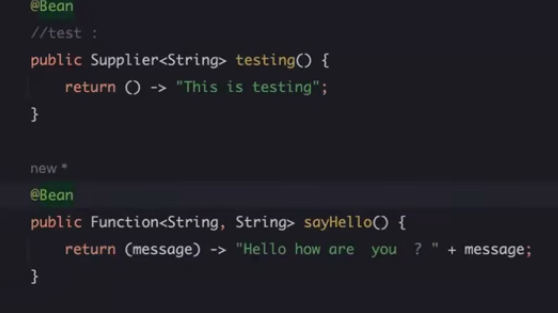 @Bean
//test :
public Supplier<String> testing() {
    return () -> "This is testing";
}
new *
@Bean
public Function<String, String> sayHello() {
    return (message) -> "Hello how are  you  ? " + message;
}